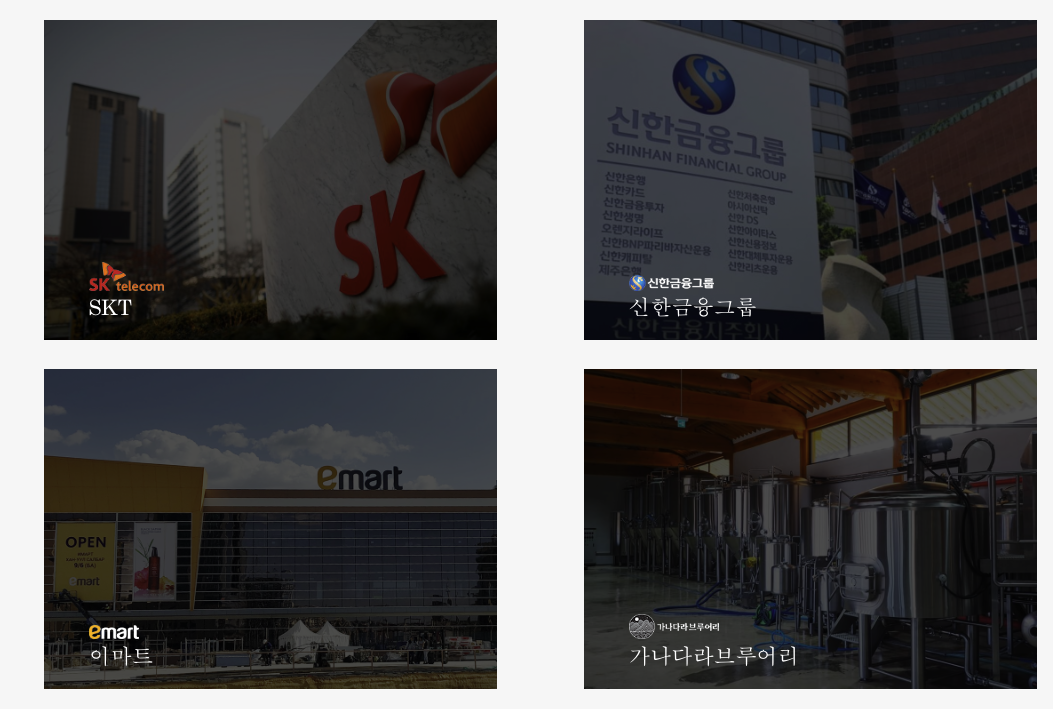 SK
SK telecom
SKT
신한금융그룹
SHINHAN FINANCIAL GROUP
신한은행
신한카드
신한금융투자
신한생명
오렌지라이프
신한BNP파리바자산운용
신한캐피탈
제주은행
신한저축은행
아시아신탁
신한 DS
신한아이타스
신한신용정보
신한대체투자운용
신한리츠운용
신한금융지주회사
신한금융그룹
신한금융그룹
emart
OPEN
emart
emart
이마트
가나다라브루어리
가나다라브루어리